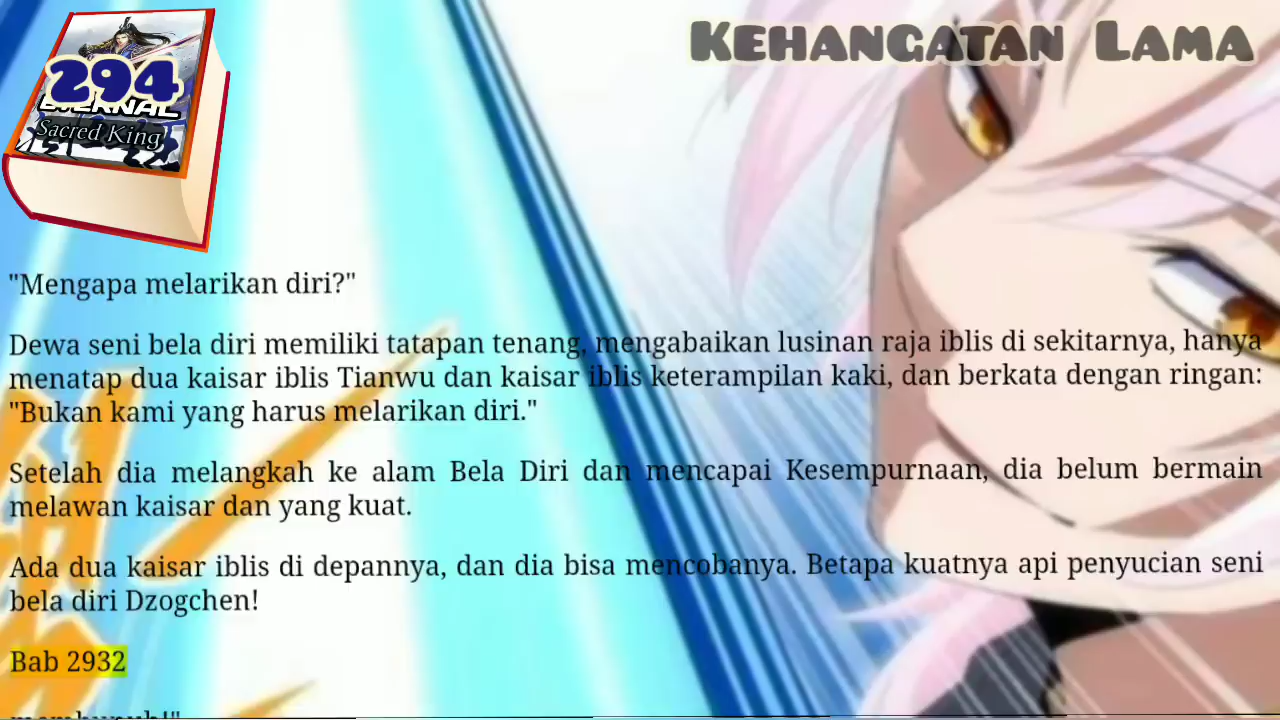 KEHANGATAN LAMA
294
ETERNAL
Sacred King
"Mengapa melarikan diri?"
Dewa seni bela diri memiliki tatapan tenang, mengabaikan lusinan raja iblis di sekitarnya, hanya
menatap dua kaisar iblis Tianwu dan kaisar iblis keterampilan kaki, dan berkata dengan ringan:
"Bukan kami yang harus melarikan diri."
Setelah dia melangkah ke alam Bela Diri dan mencapai Kesempurnaan, dia belum bermain
melawan kaisar dan yang kuat.
Ada dua kaisar iblis di depannya, dan dia bisa mencobanya. Betapa kuatnya api penyucian seni
bela diri Dzogchen!
Bab 2932